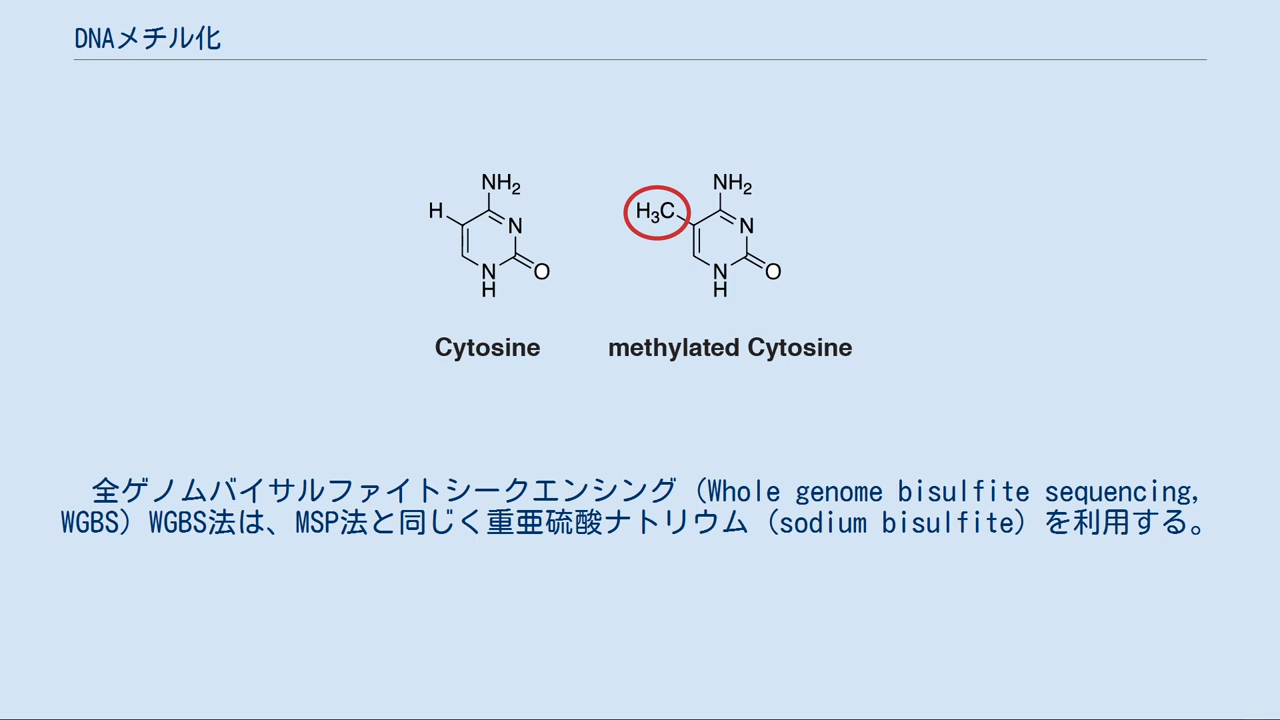 DNAメチル化
NH2 NH2
H H3C
N N
N O N O
H H
Cytosine methylated Cytosine
全ゲノムバイサルファイトシークエンシング（Whole genome bisulfite sequencing,
WGBS）WGBS法は、MSP法と同じく重亜硫酸ナトリウム（sodium bisulfite）を利用する。